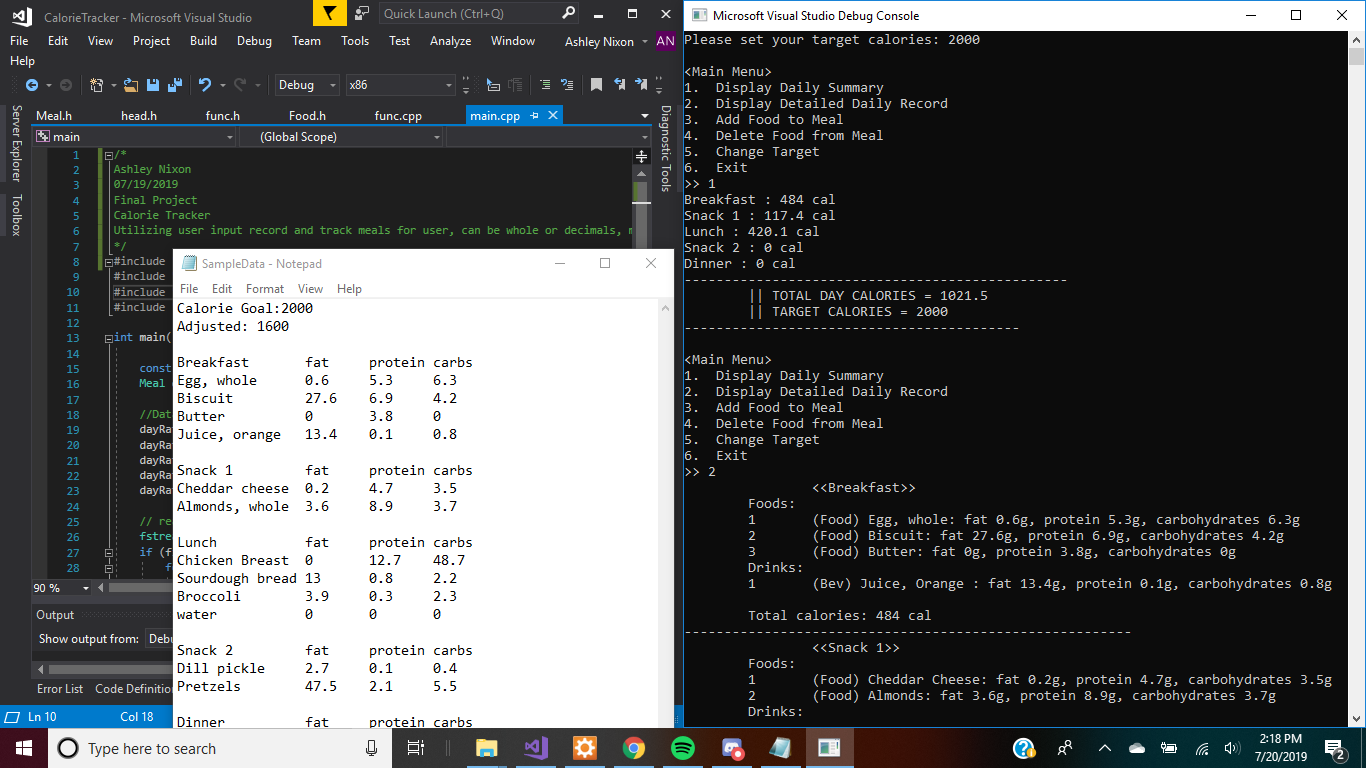 CalorieTracker - Microsoft Visual Studio
Quick Launch (Ctrl+Q)
File Edit View Project Build Debug Team Tools Test Analyze Window Ashley Nixon AN
Help
Debug x86
Server Explorer
Toolbox
Meal.h head.h func.h Food.h func.cpp main.cpp
main (Global Scope)
Diagnostic Tools
1 /*
2 Ashley Nixon
3 07/19/2019
4 Final Project
5 Calorie Tracker
6 Utilizing user input record and track meals for user, can be whole or decimals,
7 */
8 #include
9 #include
10 #include
11 #include
12
13 int main(
14
15 const
16 Meal
17
18 //Dat
19 dayRa
20 dayRa
21 dayRa
22 dayRa
23 dayRa
24
25 // re
26 fstre
27 if (f
28 f
90 %
Output
Show output from: Debu
Error List Code Definitio
Ln 10 Col 18
SampleData - Notepad
File Edit Format View Help
Calorie Goal:2000
Adjusted: 1600
Breakfast fat protein carbs
Egg, whole 0.6 5.3 6.3
Biscuit 27.6 6.9 4.2
Butter 0 3.8 0
Juice, orange 13.4 0.1 0.8
Snack 1 fat protein carbs
Cheddar cheese 0.2 4.7 3.5
Almonds, whole 3.6 8.9 3.7
Lunch fat protein carbs
Chicken Breast 0 12.7 48.7
Sourdough bread 13 0.8 2.2
Broccoli 3.9 0.3 2.3
water 0 0 0
Snack 2 fat protein carbs
Dill pickle 2.7 0.1 0.4
Pretzels 47.5 2.1 5.5
Dinner fat protein carbs
Microsoft Visual Studio Debug Console
Please set your target calories: 2000
<Main Menu>
1. Display Daily Summary
2. Display Detailed Daily Record
3. Add Food to Meal
4. Delete Food from Meal
5. Change Target
6. Exit
>> 1
Breakfast : 484 cal
Snack 1 : 117.4 cal
Lunch : 420.1 cal
Snack 2 : 0 cal
Dinner : 0 cal
------------------------------------------------
|| TOTAL DAY CALORIES = 1021.5
|| TARGET CALORIES = 2000
------------------------------------------
<Main Menu>
1. Display Daily Summary
2. Display Detailed Daily Record
3. Add Food to Meal
4. Delete Food from Meal
5. Change Target
6. Exit
>> 2
<<Breakfast>>
Foods:
1 (Food) Egg, whole: fat 0.6g, protein 5.3g, carbohydrates 6.3g
2 (Food) Biscuit: fat 27.6g, protein 6.9g, carbohydrates 4.2g
3 (Food) Butter: fat 0g, protein 3.8g, carbohydrates 0g
Drinks:
1 (Bev) Juice, Orange : fat 13.4g, protein 0.1g, carbohydrates 0.8g
Total calories: 484 cal
--------------------------------------------------------
<<Snack 1>>
Foods:
1 (Food) Cheddar Cheese: fat 0.2g, protein 4.7g, carbohydrates 3.5g
2 (Food) Almonds: fat 3.6g, protein 8.9g, carbohydrates 3.7g
Drinks:
Type here to search
2:18 PM
7/20/2019
2